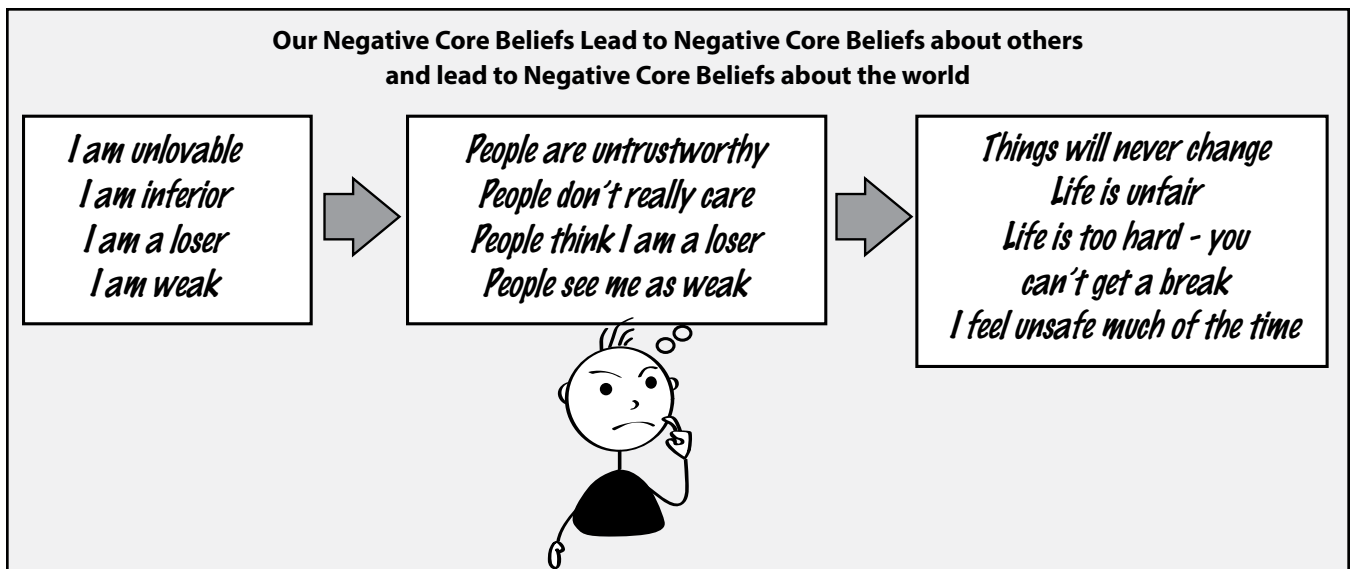 Our Negative Core Beliefs Lead to Negative Core Beliefs about others
and lead to Negative Core Beliefs about the world
I am unlovable
I am inferior
I am a loser
I am weak
People are untrustworthy
People don't really care
People think I am a loser
People see me as weak
Things will never change
Life is unfair
Life is too hard - you
can't get a break
I feel unsafe much of the time